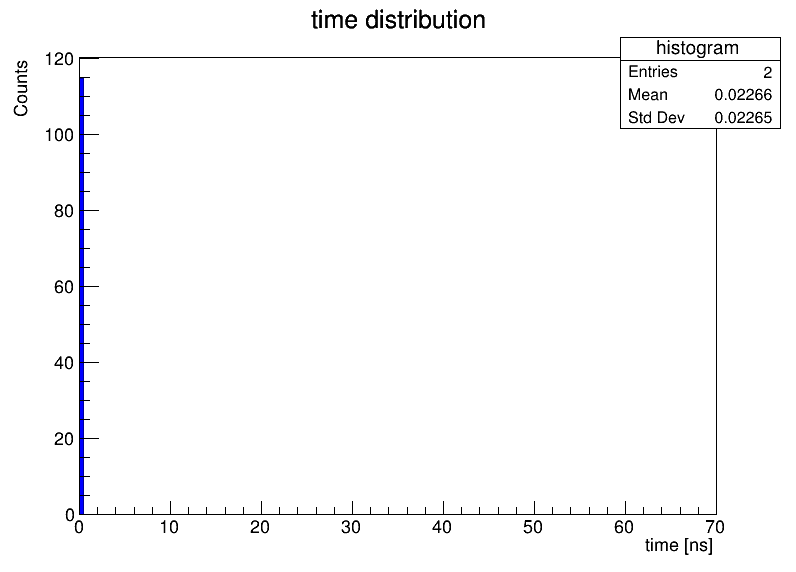 time distribution
histogram
Entries 2
Mean 0.02266
Std Dev 0.02265
Counts
120
100
80
60
40
20
0
0 10 20 30 40 50 60 70
time [ns]